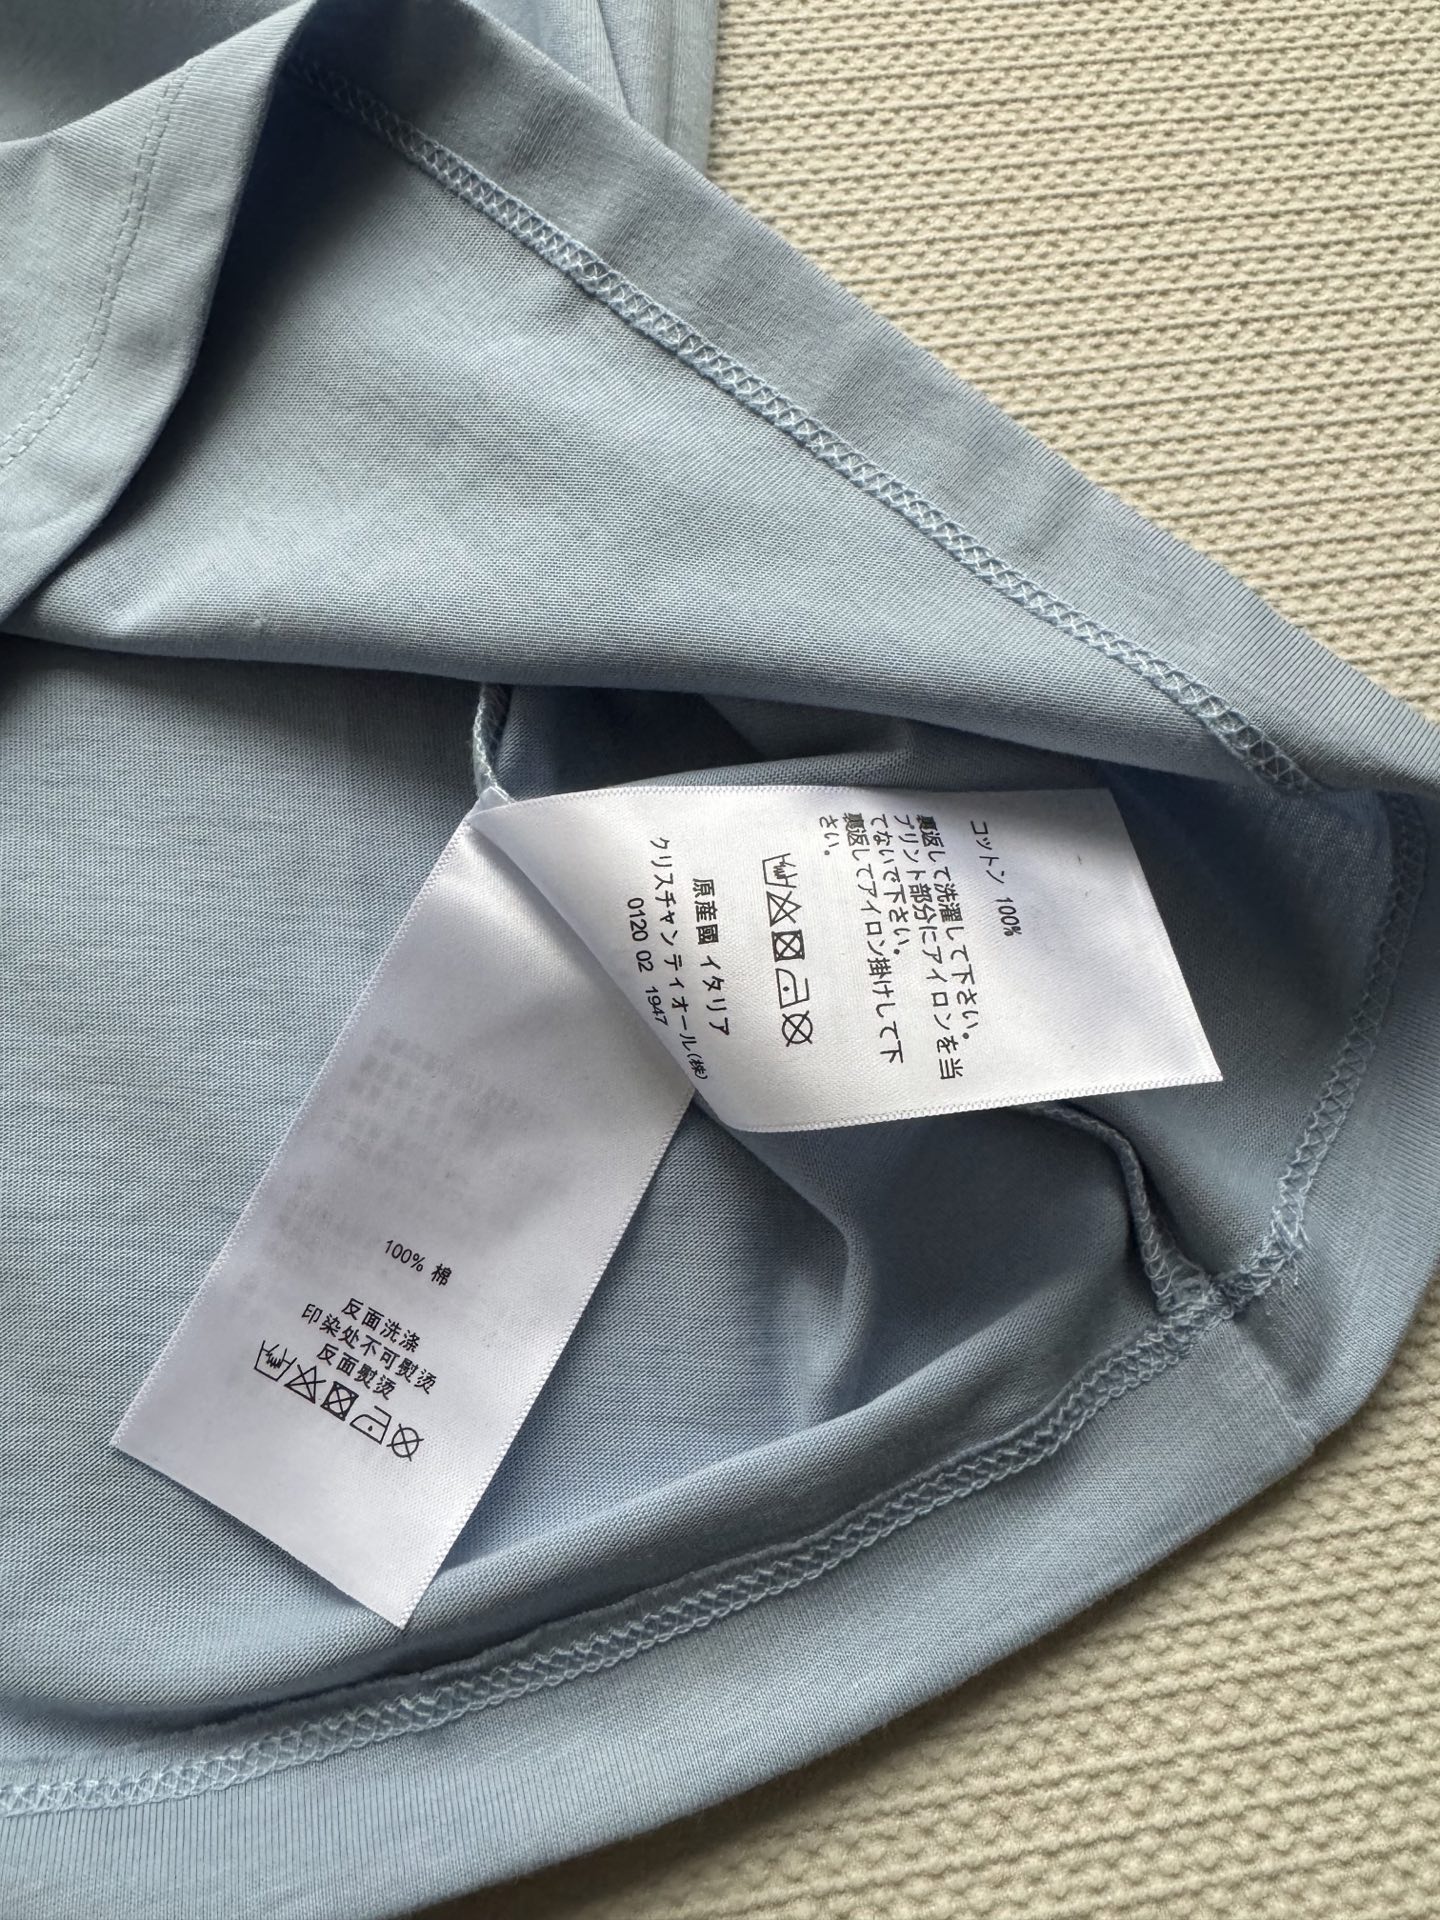 コットン 100%
裏返して洗濯して下さい。
プリント部分にアイロンを当
てないで下さい。
裏返してアイロン掛けして下
さい。
原産國 イタリア
クリスチャンディオール(株)
0120 02 1947
100% 棉
反面洗涤
印染处不可熨烫
反面熨烫